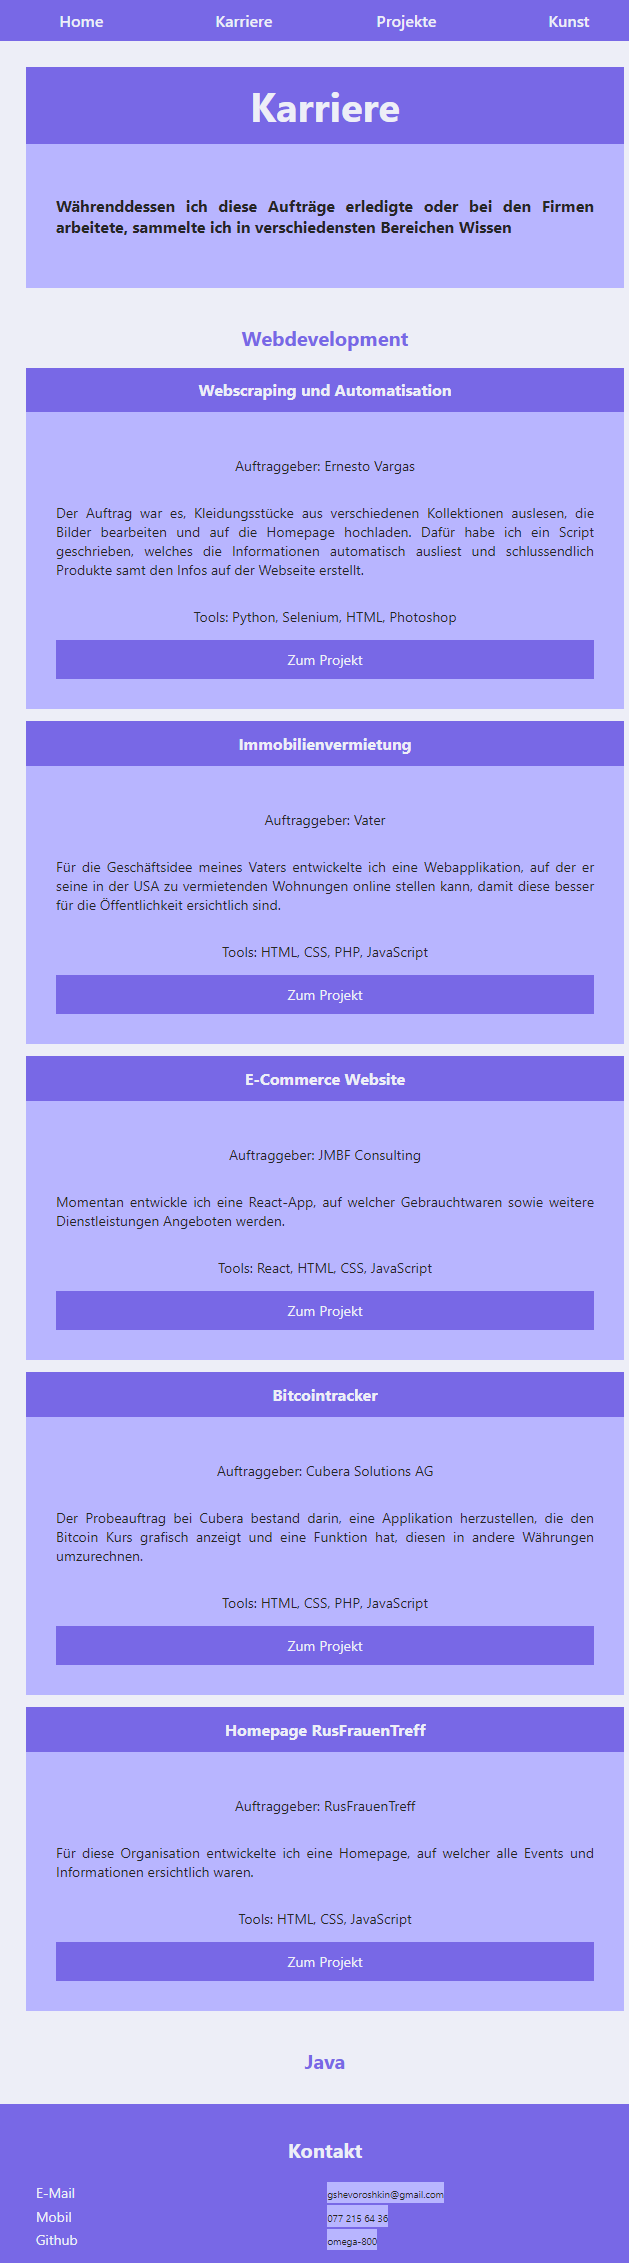 Home Karriere Projekte Kunst
Karriere
Währenddessen ich diese Aufträge erledigte oder bei den Firmen
arbeitete, sammelte ich in verschiedensten Bereichen Wissen
Webdevelopment
Webscraping und Automatisation
Auftraggeber: Ernesto Vargas
Der Auftrag war es, Kleidungsstücke aus verschiedenen Kollektionen auslesen, die
Bilder bearbeiten und auf die Homepage hochladen. Dafür habe ich ein Script
geschrieben, welches die Informationen automatisch ausliest und schlussendlich
Produkte samt den Infos auf der Webseite erstellt.
Tools: Python, Selenium, HTML, Photoshop
Zum Projekt
Immobilienvermietung
Auftraggeber: Vater
Für die Geschäftsidee meines Vaters entwickelte ich eine Webapplikation, auf der er
seine in der USA zu vermietenden Wohnungen online stellen kann, damit diese besser
für die Öffentlichkeit ersichtlich sind.
Tools: HTML, CSS, PHP, JavaScript
Zum Projekt
E-Commerce Website
Auftraggeber: JMBF Consulting
Momentan entwickle ich eine React-App, auf welcher Gebrauchtwaren sowie weitere
Dienstleistungen Angeboten werden.
Tools: React, HTML, CSS, JavaScript
Zum Projekt
Bitcointracker
Auftraggeber: Cubera Solutions AG
Der Probeauftrag bei Cubera bestand darin, eine Applikation herzustellen, die den
Bitcoin Kurs grafisch anzeigt und eine Funktion hat, diesen in andere Währungen
umzurechnen.
Tools: HTML, CSS, PHP, JavaScript
Zum Projekt
Homepage RusFrauenTreff
Auftraggeber: RusFrauenTreff
Für diese Organisation entwickelte ich eine Homepage, auf welcher alle Events und
Informationen ersichtlich waren.
Tools: HTML, CSS, JavaScript
Zum Projekt
Java
Kontakt
E-Mail gshevoroshkin@gmail.com
Mobil 077 215 64 36
Github omega-800